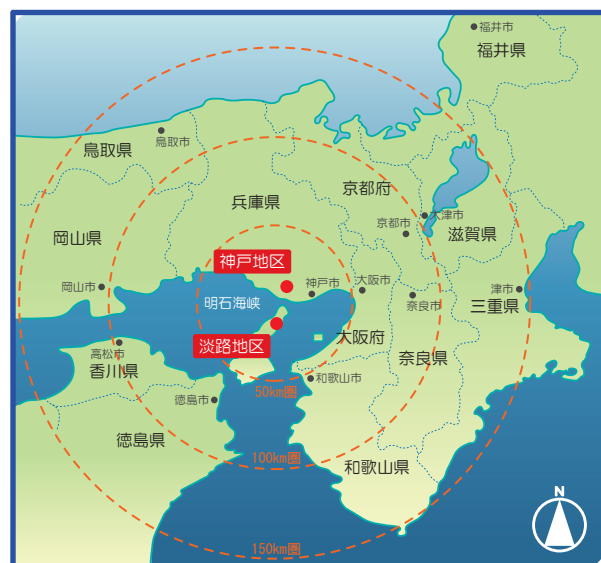 福井市
福井県
鳥取市
鳥取県
兵庫県
京都府
大津市
京都市
滋賀県
岡山県
神戸地区
岡山市
明石海峡
神戸市
大阪市
奈良市
津市
三重県
淡路地区
大阪府
高松市
香川県
奈良県
和歌山市
50km圏
徳島市
徳島県
100km圏
和歌山県
N
150km圏